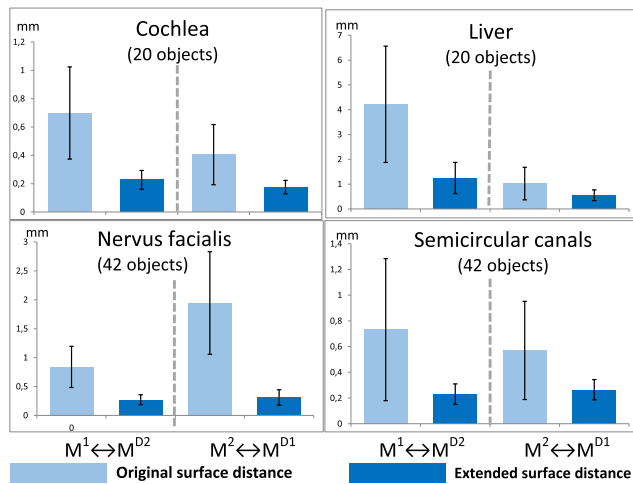 mm
Cochlea
(20 objects)
1,2
1
0,8
0,6
0,4
0,2
0
Liver
(20 objects)
7
6
5
4
3
2
1
0
mm
Nervus facialis
(42 objects)
3
2,5
2
1,5
1
0,5
0
0
Semicircular canals
(42 objects)
1,4
1,2
1
0,8
0,6
0,4
0,2
0
M¹↔M^D2 M²↔M^D1 M¹↔M^D2 M²↔M^D1
Original surface distance Extended surface distance